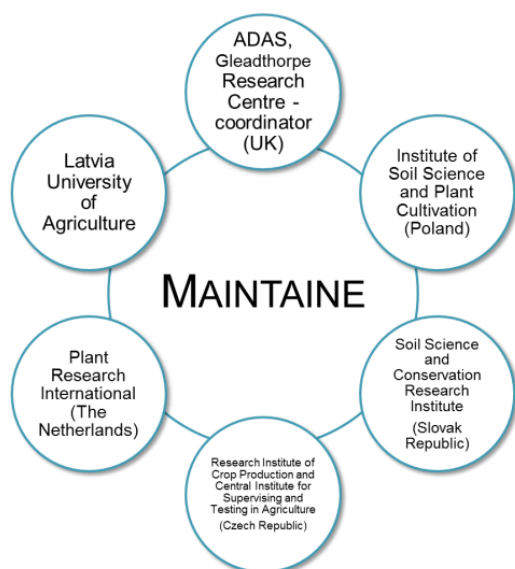 ADAS,
Gleadthorpe
Research
Centre -
coordinator
(UK)
Institute of
Soil Science
and Plant
Cultivation
(Poland)
Soil Science
and
Conservation
Research
Institute
(Slovak
Republic)
Research Institute of
Crop Production and
Central Institute for
Supervising and
Testing in Agriculture
(Czech Republic)
Plant
Research
International
(The
Netherlands)
Latvia
University
of
Agriculture
MAINTAINE